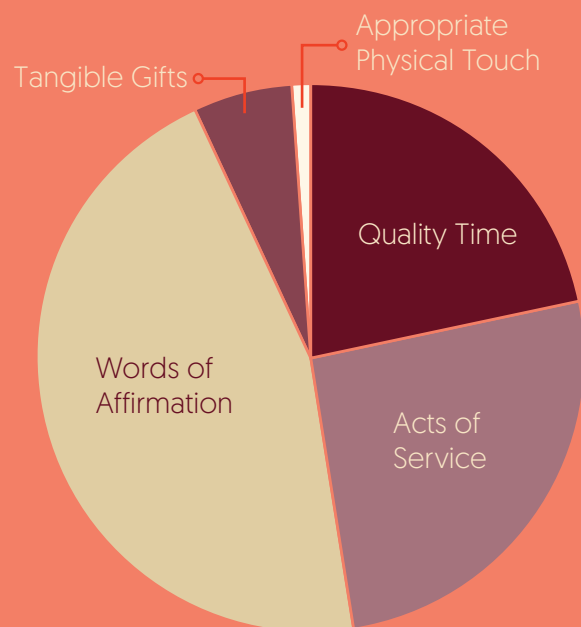 Appropriate
Physical Touch
Tangible Gifts
Quality Time
Words of
Affirmation
Acts of
Service